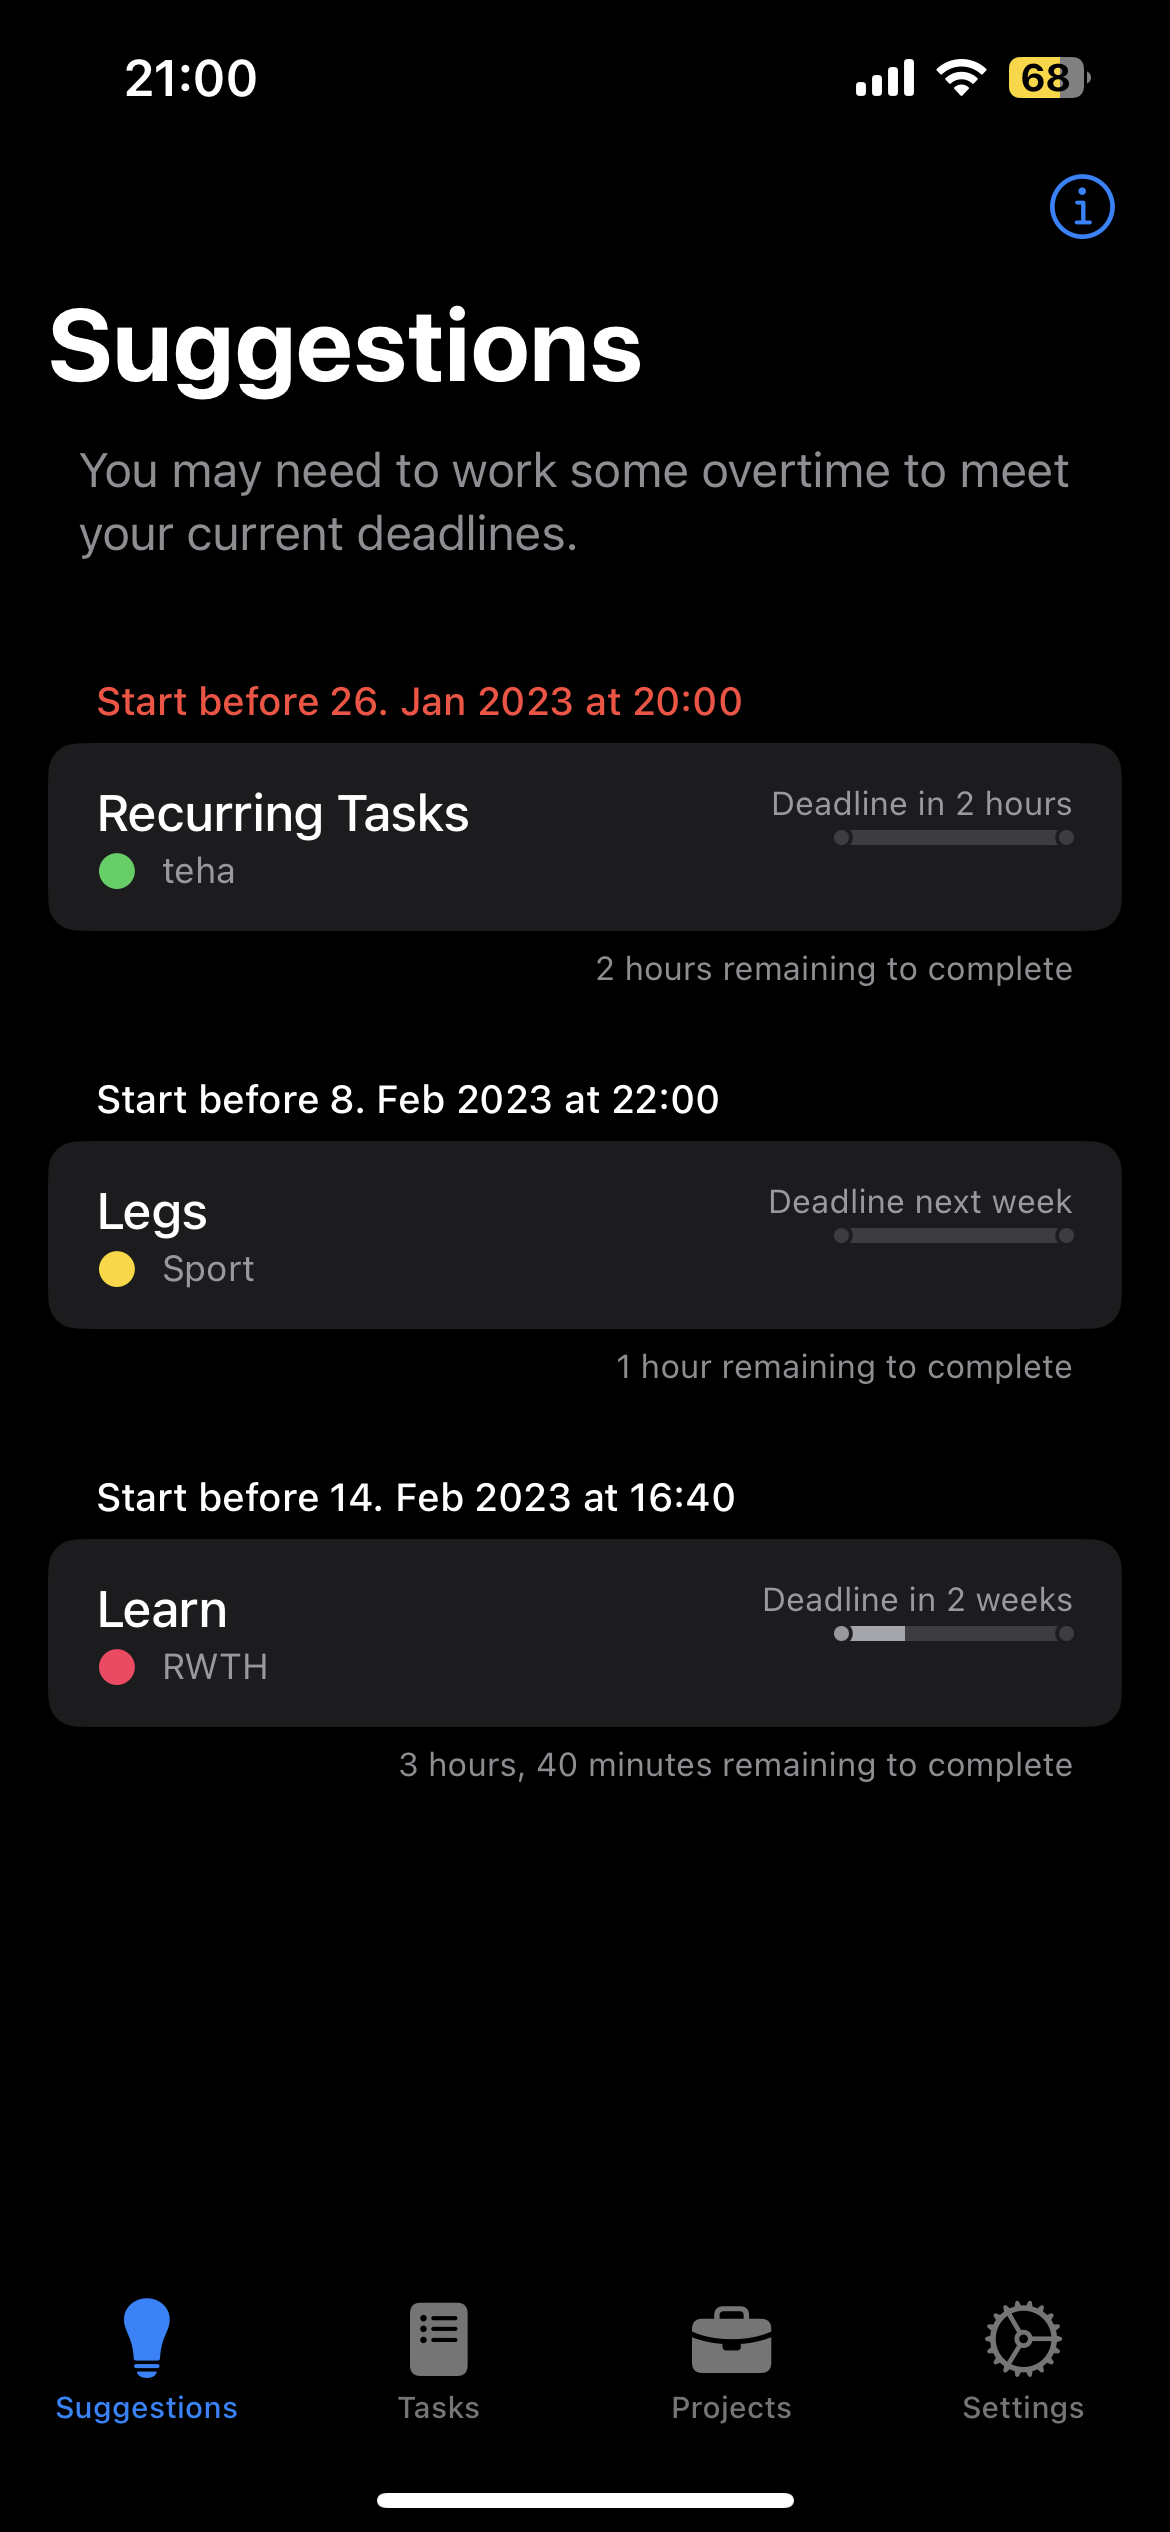 21:00
68
Suggestions
You may need to work some overtime to meet
your current deadlines.
Start before 26. Jan 2023 at 20:00
Recurring Tasks
Deadline in 2 hours
teha
2 hours remaining to complete
Start before 8. Feb 2023 at 22:00
Legs
Deadline next week
Sport
1 hour remaining to complete
Start before 14. Feb 2023 at 16:40
Learn
Deadline in 2 weeks
RWTH
3 hours, 40 minutes remaining to complete
Suggestions
Tasks
Projects
Settings